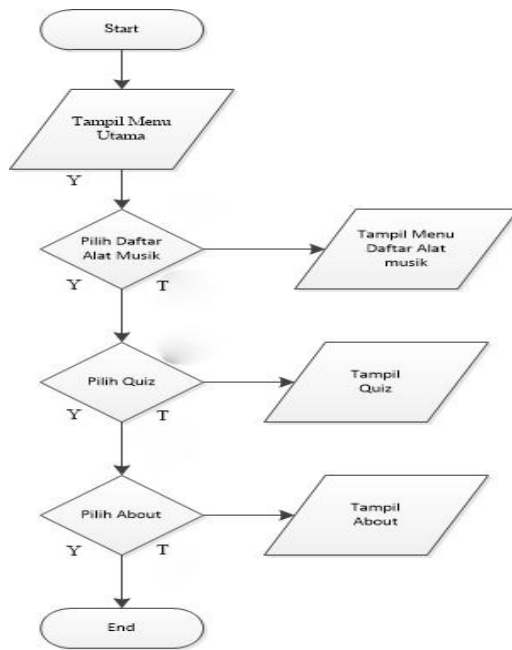 Start
Tampil Menu
Utama
Y
Pilih Daftar
Alat Musik
Tampil Menu
Daftar Alat
musik
Y T
Pilih Quiz
Tampil
Quiz
Y T
Pilih About
Tampil
About
Y T
End